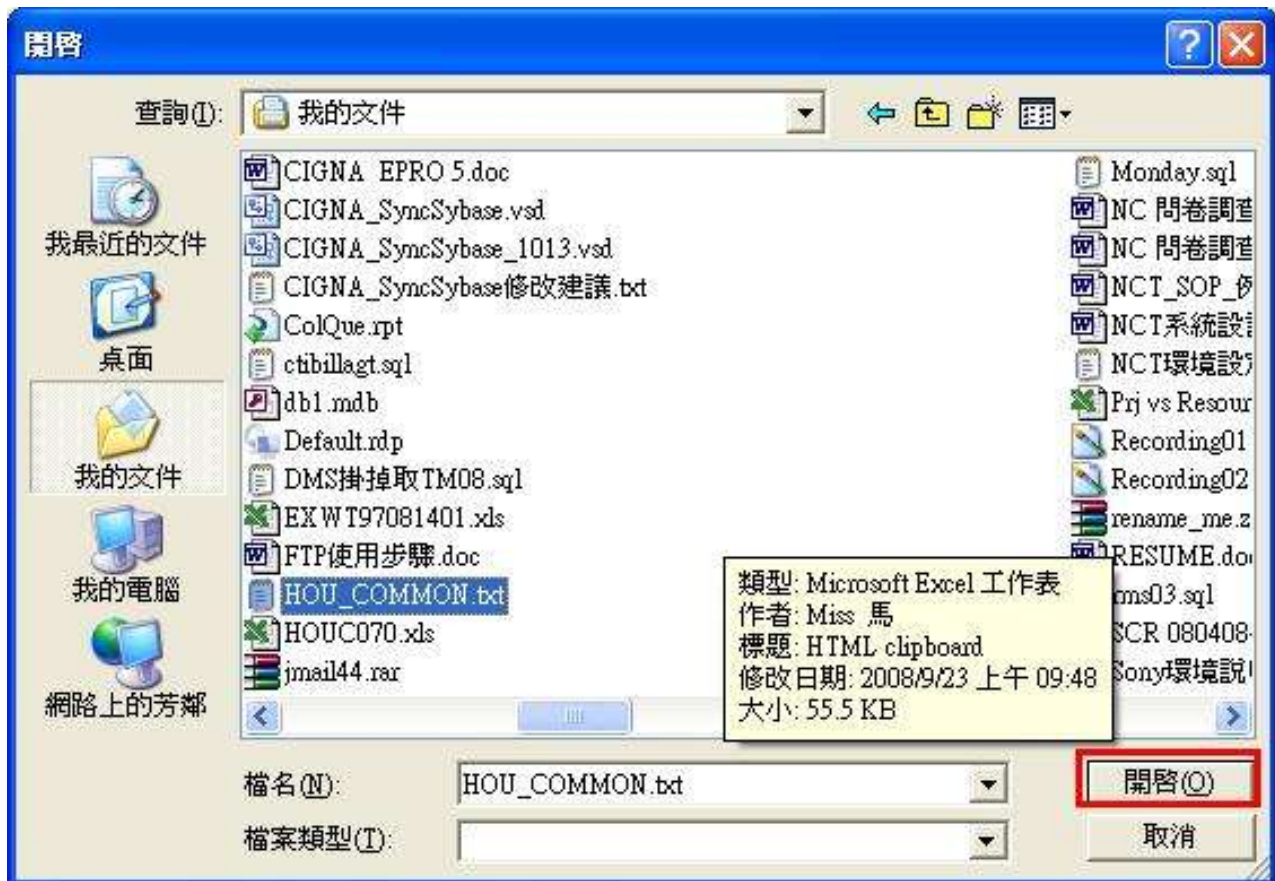 開啓
查詢(I):
我的文件
我最近的文件
桌面
我的文件
我的電腦
網路上的芳鄰
CIGNA EPRO 5.doc
CIGNA_SyncSybase.vsd
CIGNA_SyncSybase_1013.vsd
CIGNA_SyncSybase修改建議.txt
ColQue.rpt
ctibillagt.sql
db1.mdb
Default.rdp
DMS掛掉取TM08.sql
EXWT97081401.xls
FTP使用步驟.doc
HOU_COMMON.txt
HOUC070.xls
jmail44.rar
Monday.sql
NC 問卷調查
NC 問卷調查
NCT_SOP_
NCT系統設
NCT環境設
Prj vs Resour
Recording01
Recording02
rename_me.z
RESUME.do
ms03.sql
SCR 080408-
Sony環境說
類型: Microsoft Excel 工作表
作者: Miss 馬
標題: HTML clipboard
修改日期: 2008/9/23 上午 09:48
大小: 55.5 KB
檔名(N):
HOU_COMMON.txt
開啓(O)
檔案類型(T):
取消